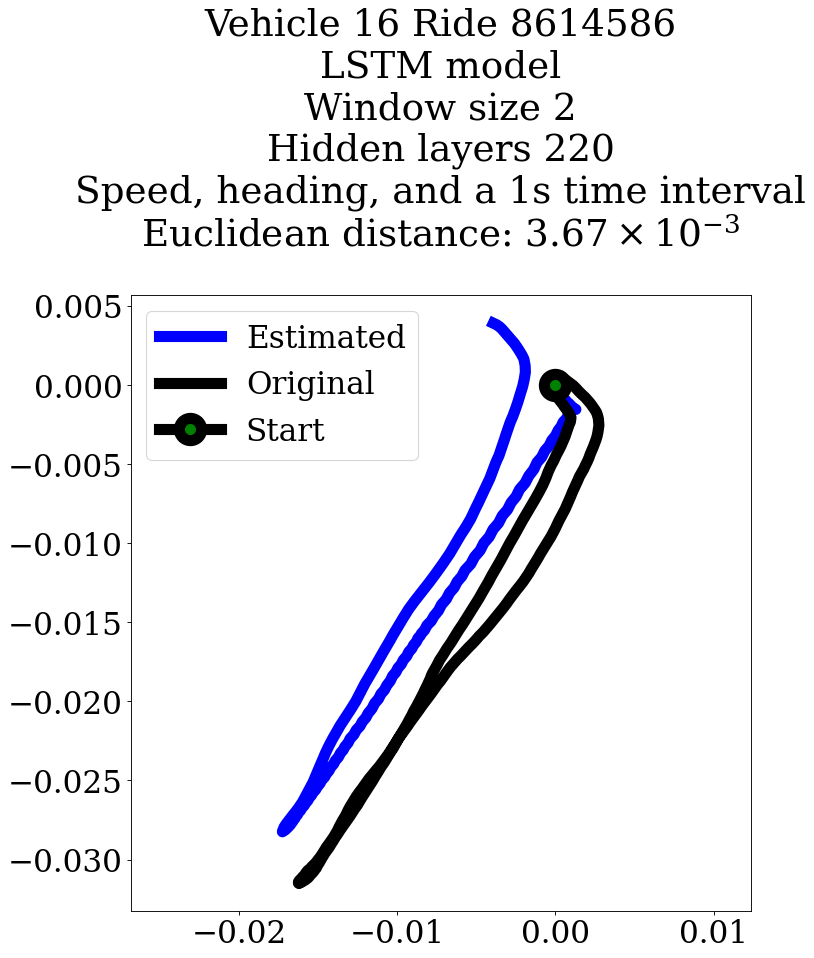 Vehicle 16 Ride 8614586
LSTM model
Window size 2
Hidden layers 220
Speed, heading, and a 1s time interval
Euclidean distance: 3.67 × 10⁻³
Estimated
Original
Start
0.005
0.000
−0.005
−0.010
−0.015
−0.020
−0.025
−0.030
−0.02 −0.01 0.00 0.01